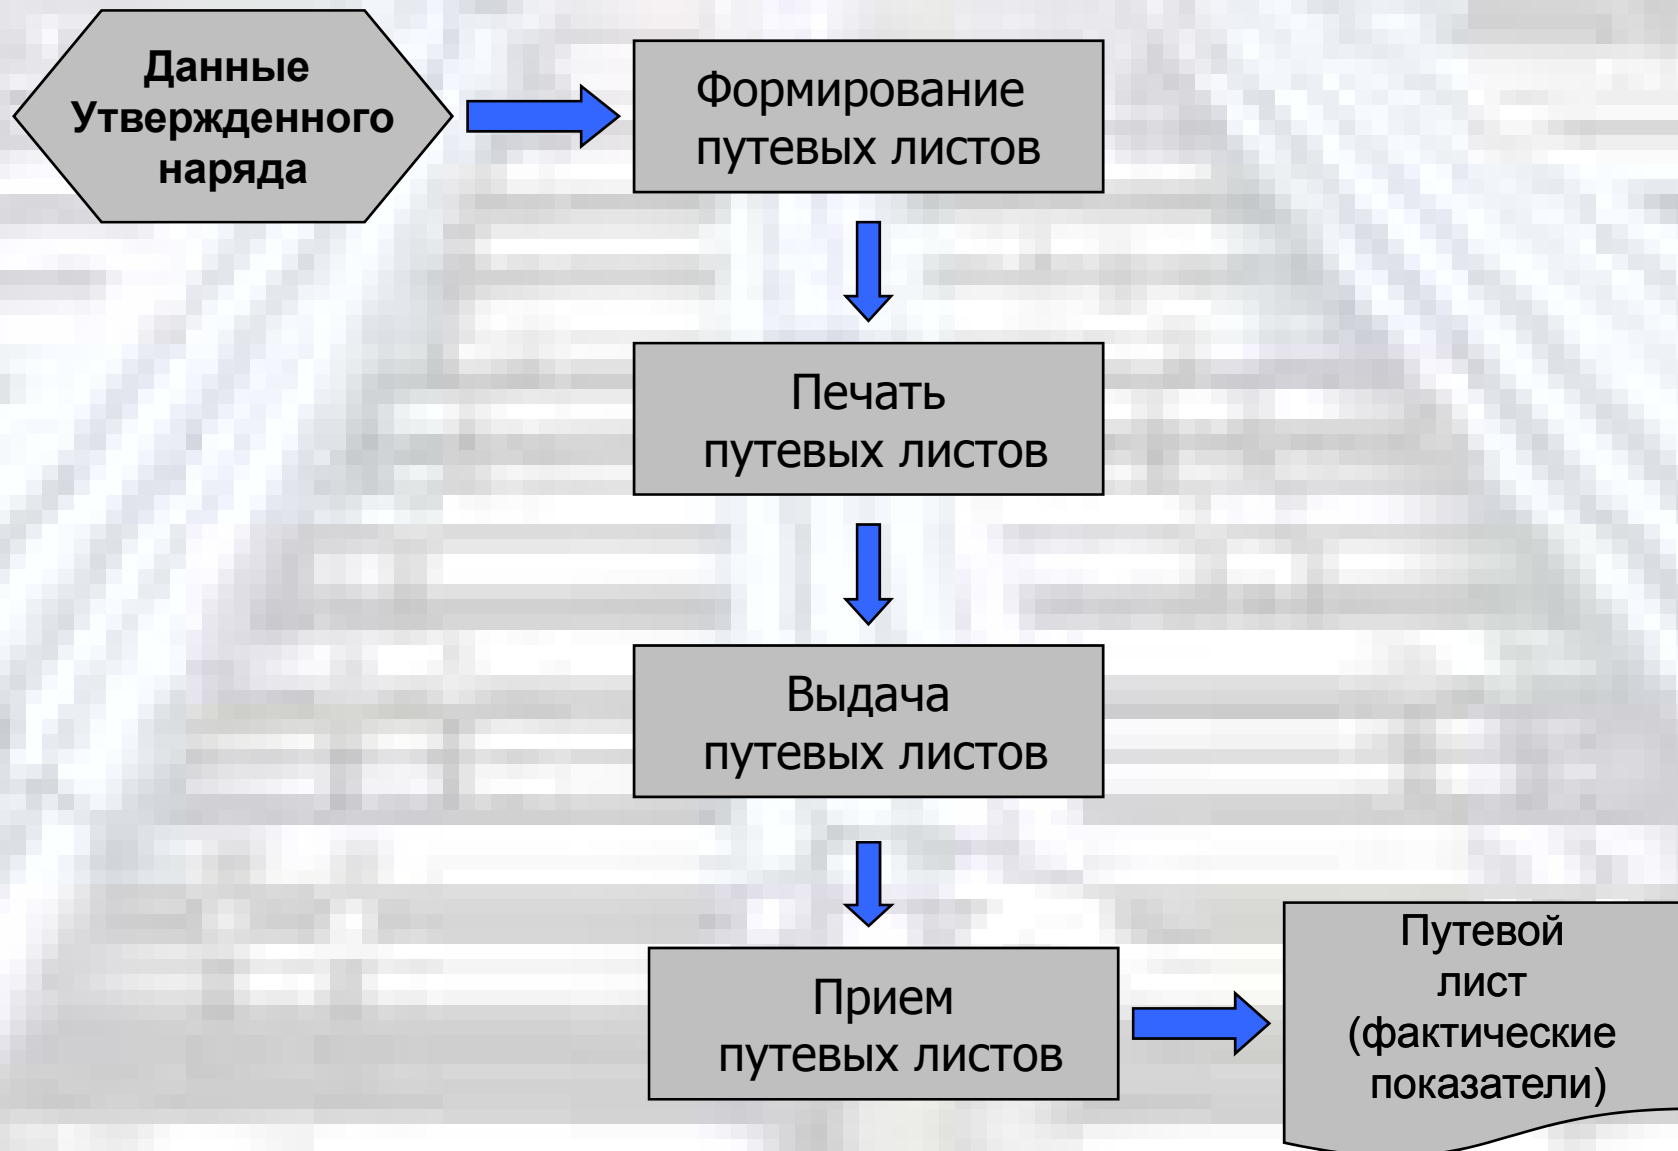 Данные
Утвержденного
наряда
Формирование
путевых листов
Печать
путевых листов
Выдача
путевых листов
Прием
путевых листов
Путевой
лист
(фактические
показатели)